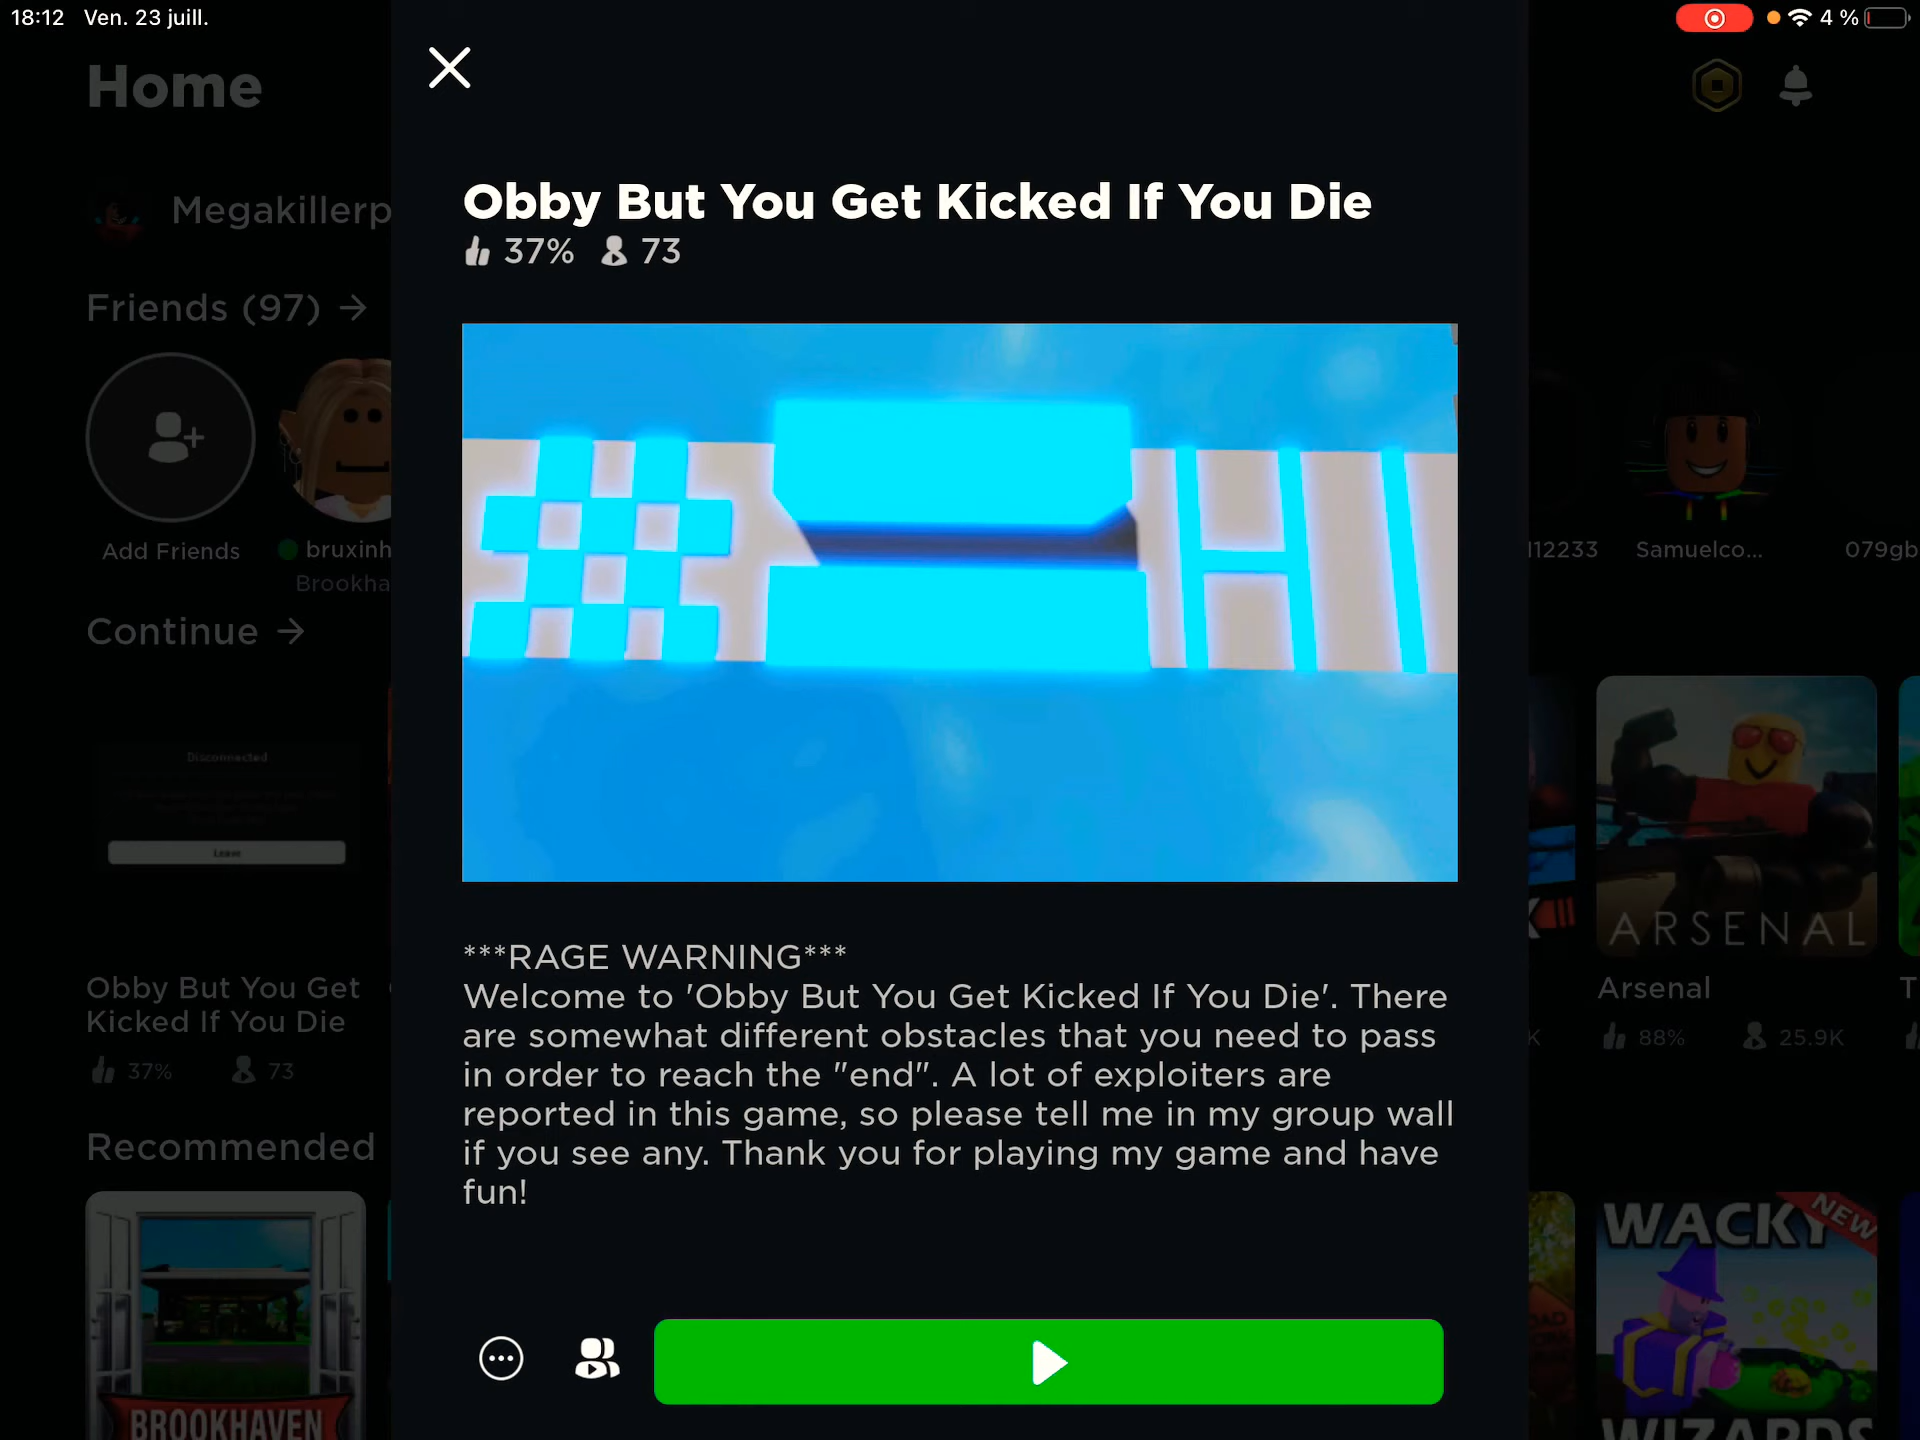 18:12 Ven. 23 juill.
4 %
Home
Megakillerp
Friends (97)
Add Friends
bruxinh
Brookha
Continue
Disconnected
Leave
Obby But You Get
Kicked If You Die
37% 73
Recommended
BROOKHAVEN
Obby But You Get Kicked If You Die
37% 73
HI
***RAGE WARNING***
Welcome to 'Obby But You Get Kicked If You Die'. There
are somewhat different obstacles that you need to pass
in order to reach the "end". A lot of exploiters are
reported in this game, so please tell me in my group wall
if you see any. Thank you for playing my game and have
fun!
112233
Samuelco...
079gb
K
ARSENAL
Arsenal
T
K
88% 25.9K
WACKY
NEW
WIZARDS